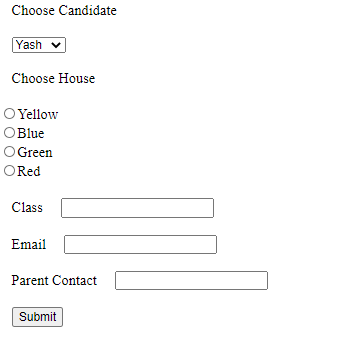 Choose Candidate
Yash
Choose House
Yellow
Blue
Green
Red
Class
Email
Parent Contact
Submit